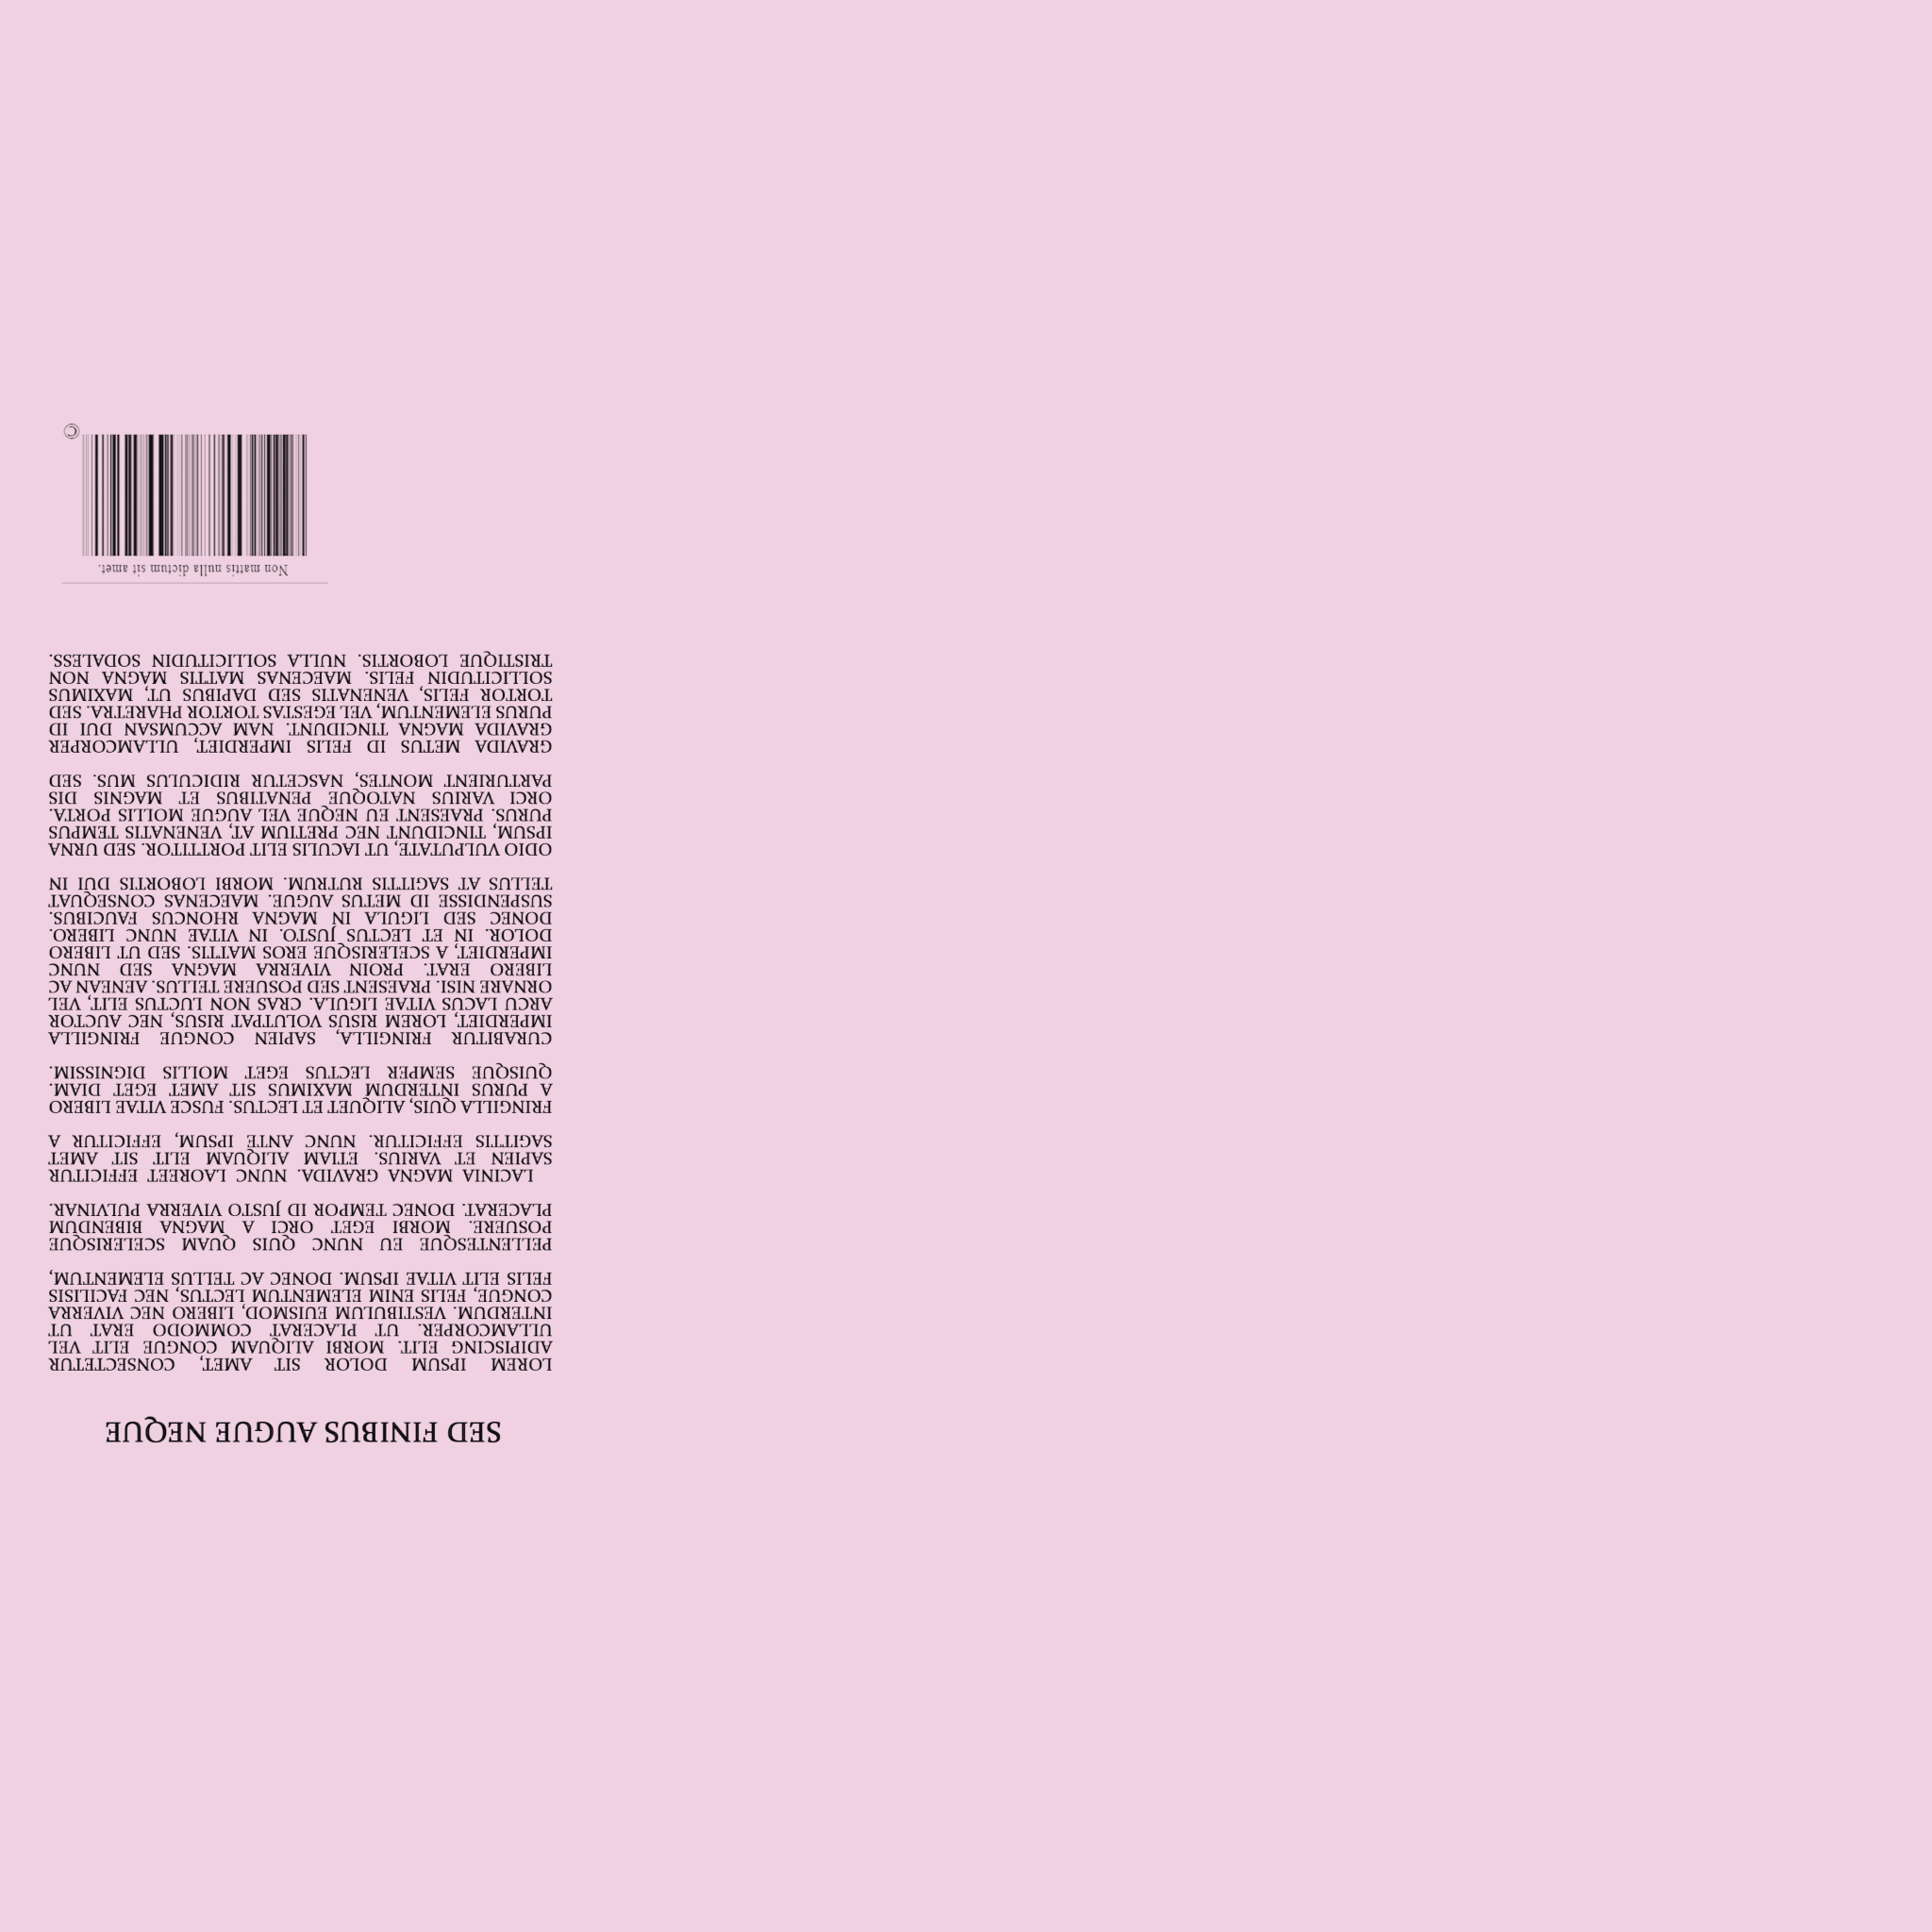 SED FINIBUS AUGUE NEQUE
LOREM IPSUM DOLOR SIT AMET, CONSECTETUR
ADIPISCING ELIT. MORBI ALIQUAM CONGUE ELIT VEL
ULLAMCORPER. UT PLACERAT COMMODO ERAT UT
INTERDUM. VESTIBULUM EUISMOD, LIBERO NEC VIVERRA
CONGUE, FELIS ENIM ELEMENTUM LECTUS, NEC FACILISIS
FELIS ELIT VITAE IPSUM. DONEC AC TELLUS ELEMENTUM,
PELLENTESQUE EU NUNC QUIS QUAM SCELERISQUE
POSUERE. MORBI EGET ORCI A MAGNA BIBENDUM
PLACERAT. DONEC TEMPOR ID JUSTO VIVERRA PULVINAR.
LACINIA MAGNA GRAVIDA. NUNC LAOREET EFFICITUR
SAPIEN ET VARIUS. ETIAM ALIQUAM ELIT SIT AMET
SAGITTIS EFFICITUR. NUNC ANTE IPSUM, EFFICITUR A
FRINGILLA QUIS, ALIQUET ET LECTUS. FUSCE VITAE LIBERO
A PURUS INTERDUM MAXIMUS SIT AMET EGET DIAM.
QUISQUE SEMPER LECTUS EGET MOLLIS DIGNISSIM.
CURABITUR FRINGILLA, SAPIEN CONGUE FRINGILLA
IMPERDIET, LOREM RISUS VOLUTPAT RISUS, NEC AUCTOR
ARCU LACUS VITAE LIGULA. CRAS NON LUCTUS ELIT, VEL
ORNARE NISI. PRAESENT SED POSUERE TELLUS. AENEAN AC
LIBERO ERAT. PROIN VIVERRA MAGNA SED NUNC
IMPERDIET, A SCELERISQUE EROS MATTIS. SED UT LIBERO
DOLOR. IN ET LECTUS JUSTO. IN VITAE NUNC LIBERO.
DONEC SED LIGULA IN MAGNA RHONCUS FAUCIBUS.
SUSPENDISSE ID METUS AUGUE. MAECENAS CONSEQUAT
TELLUS AT SAGITTIS RUTRUM. MORBI LOBORTIS DUI IN
ODIO VULPUTATE, UT IACULIS ELIT PORTTITOR. SED URNA
IPSUM, TINCIDUNT NEC PRETIUM AT, VENENATIS TEMPUS
PURUS. PRAESENT EU NEQUE VEL AUGUE MOLLIS PORTA.
ORCI VARIUS NATOQUE PENATIBUS ET MAGNIS DIS
PARTURIENT MONTES, NASCETUR RIDICULUS MUS. SED
GRAVIDA METUS ID FELIS IMPERDIET, ULLAMCORPER
GRAVIDA MAGNA TINCIDUNT. NAM ACCUMSAN DUI ID
PURUS ELEMENTUM, VEL EGESTAS TORTOR PHARETRA. SED
TORTOR FELIS, VENENATIS SED DAPIBUS UT, MAXIMUS
SOLLICITUDIN FELIS. MAECENAS MATTIS MAGNA NON
TRISTIQUE LOBORTIS. NULLA SOLLICITUDIN SODALESS.
Non mattis nulla dictum sit amet.
©